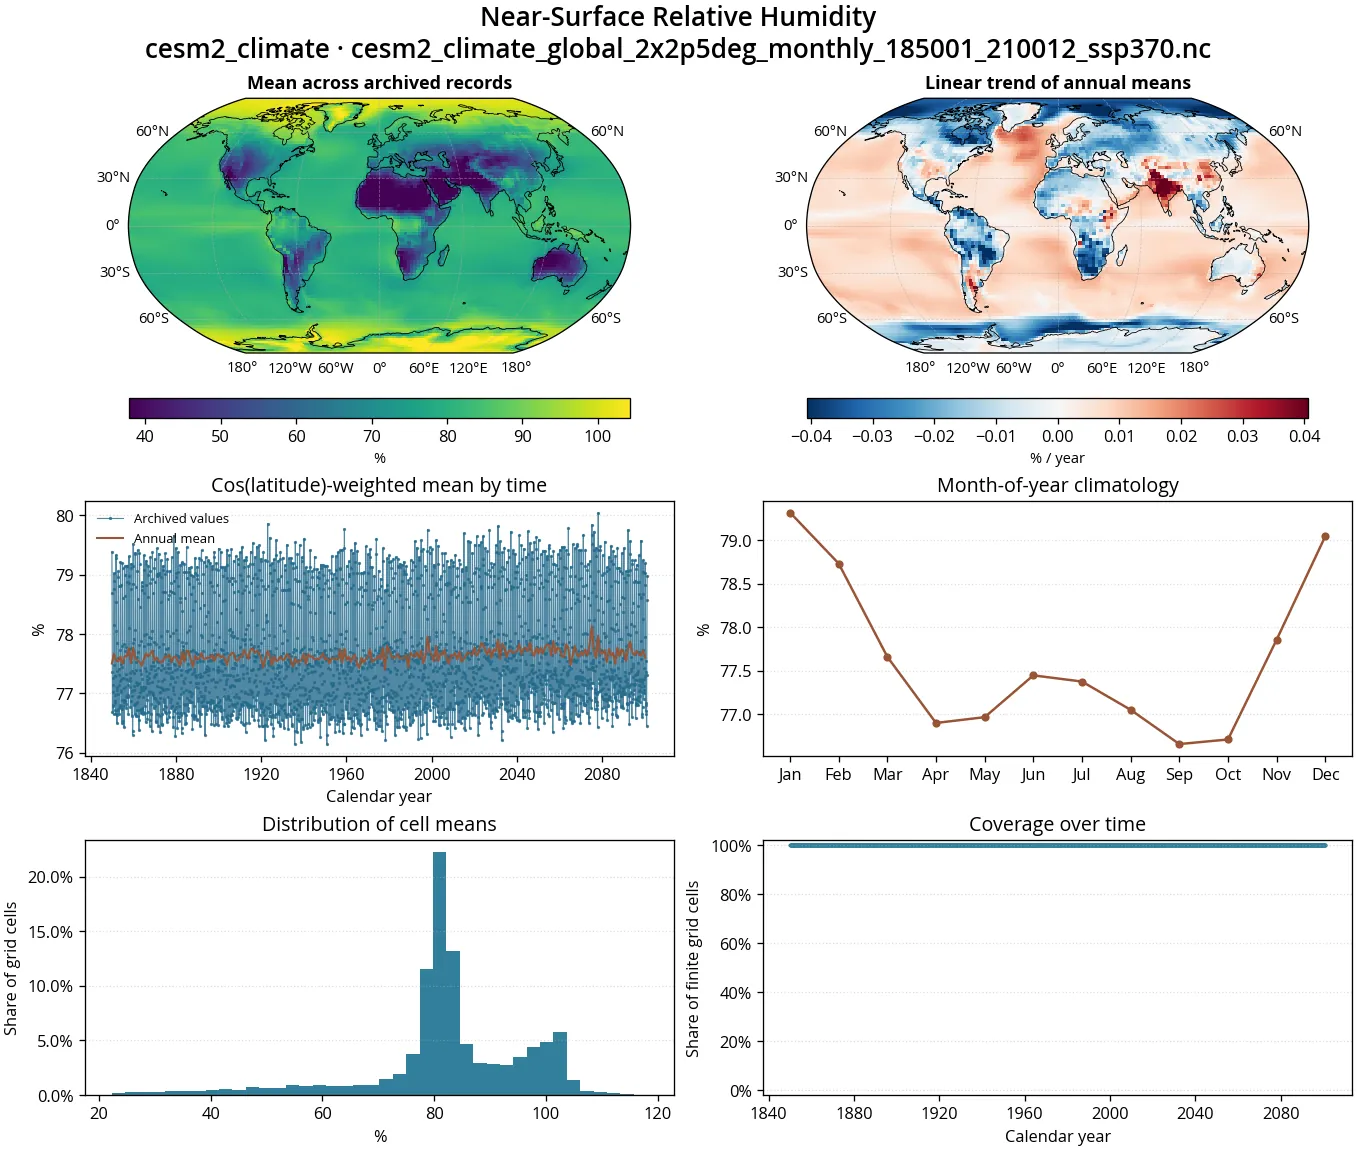 Near-Surface Relative Humidity
cesm2_climate · cesm2_climate_global_2x2p5deg_monthly_185001_210012_ssp370.nc
Mean across archived records
60°N
60°N
30°N
0°
30°S
60°S
60°S
180°
120°W
60°W
0°
60°E
120°E
180°
40
50
60
70
80
90
100
%
Linear trend of annual means
60°N
60°N
30°N
0°
30°S
60°S
60°S
180°
120°W
60°W
0°
60°E
120°E
180°
−0.04
−0.03
−0.02
−0.01
0.00
0.01
0.02
0.03
0.04
% / year
Cos(latitude)-weighted mean by time
Archived values
Annual mean
80
79
78
77
76
%
1840
1880
1920
1960
2000
2040
2080
Calendar year
Month-of-year climatology
79.0
78.5
78.0
77.5
77.0
%
Jan
Feb
Mar
Apr
May
Jun
Jul
Aug
Sep
Oct
Nov
Dec
Distribution of cell means
20.0%
15.0%
10.0%
5.0%
0.0%
Share of grid cells
20
40
60
80
100
120
%
Coverage over time
100%
80%
60%
40%
20%
0%
Share of finite grid cells
1840
1880
1920
1960
2000
2040
2080
Calendar year